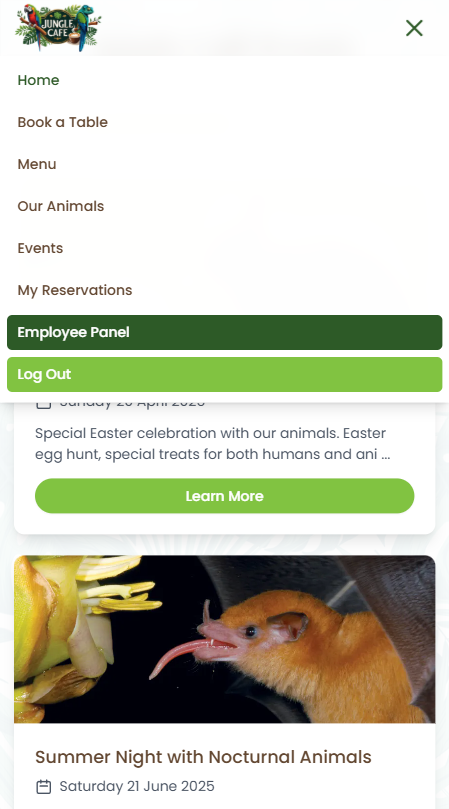 JUNGLE
CAFE
Home
Book a Table
Menu
Our Animals
Events
My Reservations
Employee Panel
Log Out
Sunday 20 April 2025
Special Easter celebration with our animals. Easter
egg hunt, special treats for both humans and ani ...
Learn More
Summer Night with Nocturnal Animals
Saturday 21 June 2025